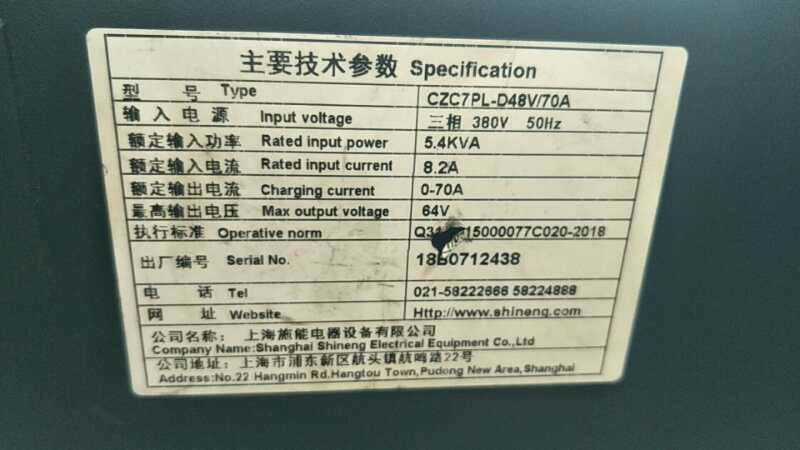 主要技术参数 Specification
型 号 Type CZC7PL-D48V/70A
输入电源 Input voltage 三相 380V 50Hz
额定输入功率 Rated input power 5.4KVA
额定输入电流 Rated input current 8.2A
额定输出电流 Charging current 0-70A
最高输出电压 Max output voltage 64V
执行标准 Operative norm 15000077C020-2018
出厂编号 Serial No. 18B0712438
电 话 Tel 021-58222666 58224888
网 址 Website Http://www.shineng.com
公司名称：上海施能电器设备有限公司
Company Name:Shanghai Shineng Electrical Equipment Co.,Ltd
公司地址：上海市浦东新区航头镇航鸣路22号
Address:No.22 Hangmin Rd.Hangtou Town,Pudong New Area,Shanghai